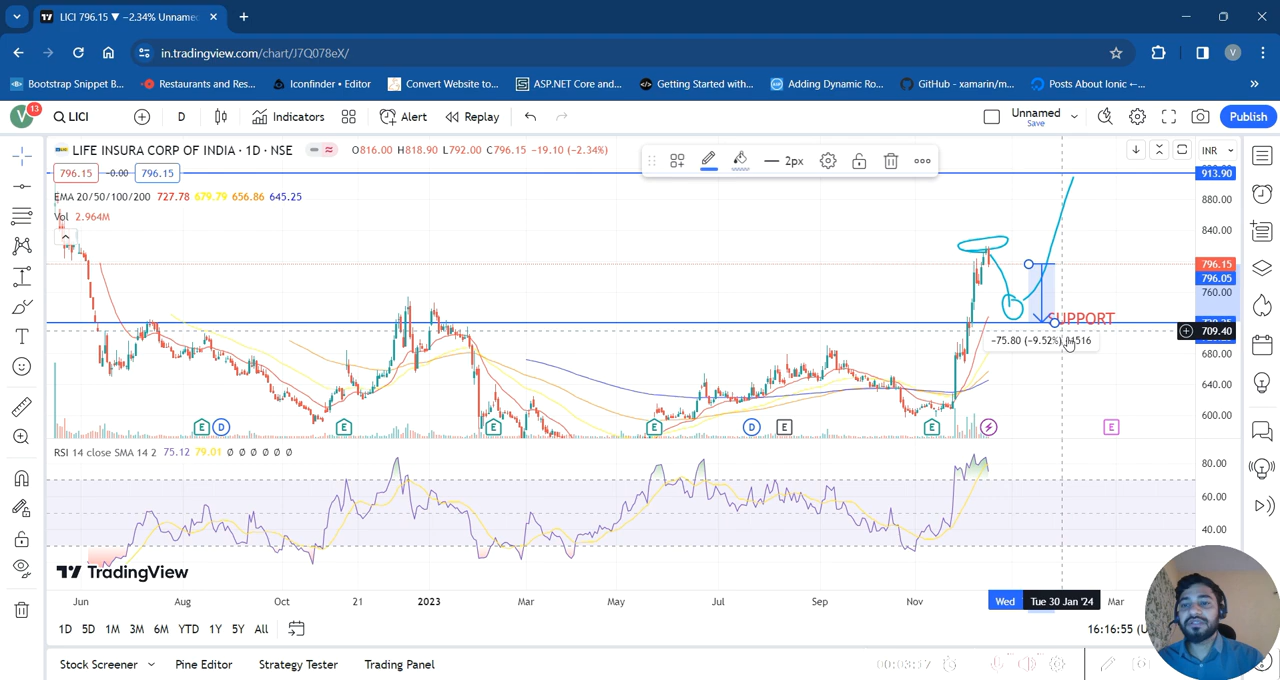 LICI 796.15 ▼ −2.34% Unname
in.tradingview.com/chart/J7Q078eX/
V
Bootstrap Snippet B...
Restaurants and Res...
Iconfinder • Editor
Convert Website to...
ASP.NET Core and...
Getting Started with...
Adding Dynamic Ro...
GitHub - xamarin/m...
Posts About Ionic ←...
V
13
LICI
D
Indicators
Alert
Replay
Unnamed
Save
Publish
LIFE INSURA CORP OF INDIA · 1D · NSE
O816.00 H818.90 L792.00 C796.15 −19.10 (−2.34%)
2px
INR
796.15
-0.00
796.15
913.90
EMA 20/50/100/200 727.78 679.79 656.86 645.25
880.00
Vol 2.964M
840.00
796.15
796.05
760.00
SUPPORT
709.40
−75.80 (−9.52%)
680.00
640.00
600.00
E D E E E D E E E
RSI 14 close SMA 14 2 75.12 79.01 Ø Ø Ø Ø Ø Ø
80.00
60.00
40.00
TradingView
Jun Aug Oct 21 2023 Mar May Jul Sep Nov Wed Tue 30 Jan '24 Mar
1D 5D 1M 3M 6M YTD 1Y 5Y All
16:16:55 (U
Stock Screener
Pine Editor
Strategy Tester
Trading Panel